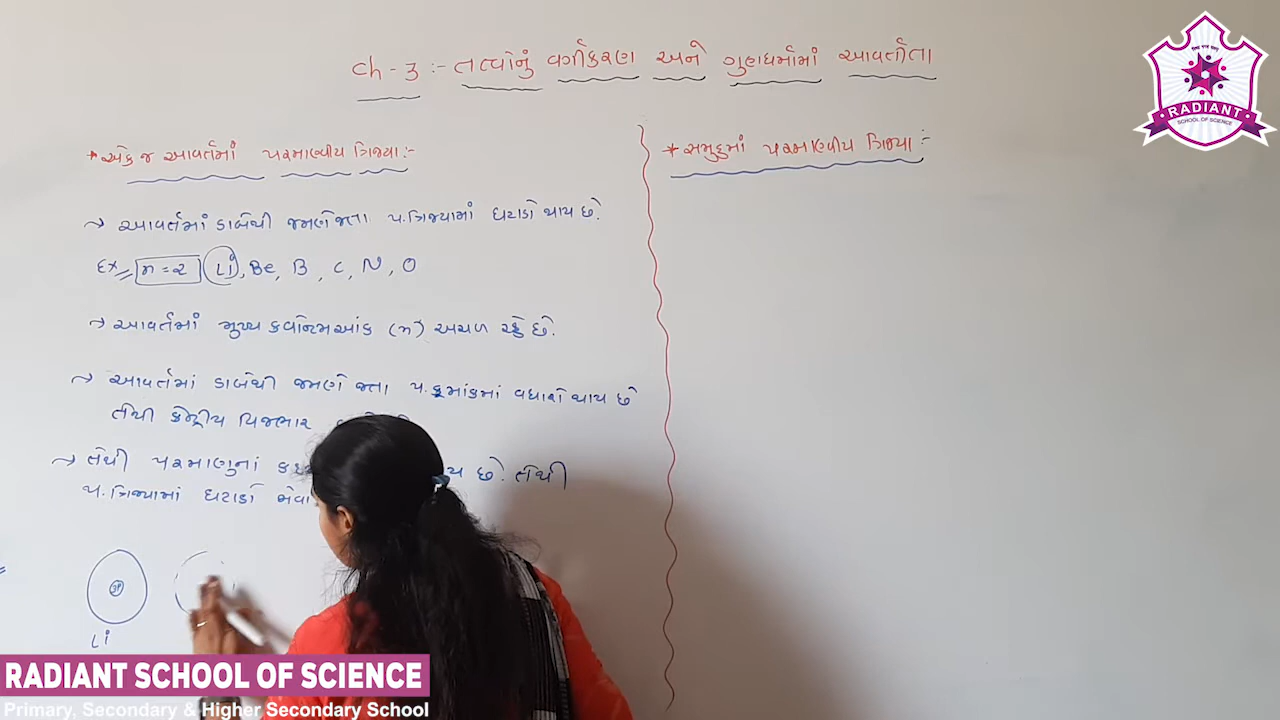 ch-3 :- તત્વોનું વર્ગીકરણ અને ગુણધર્મોમાં આવર્તીતા
* એક જ આવર્તમાં પરમાણ્વીય ત્રિજ્યા:-
→ આવર્તમાં ડાબેથી જમણે જતા પ.ત્રિજ્યામાં ઘટાડો થાય છે.
Ex n=2 Li, Be, B, C, N, O
→ આવર્તમાં મુખ્ય ક્વોન્ટમઆંક (n) અચળ રહે છે.
→ આવર્તમાં ડાબેથી જમણે જતા પ.ક્રમાંકમાં વધારો થાય છે
તેથી કેન્દ્રીય વિજભાર
→ તેથી પરમાણુનાં છે. તેથી
પ.ત્રિજ્યામાં ઘટાડો
3P
Li
* સમુહમાં પરમાણ્વીય ત્રિજ્યા:-
RADIANT
SCHOOL OF SCIENCE
RADIANT SCHOOL OF SCIENCE
Primary, Secondary & Higher Secondary School